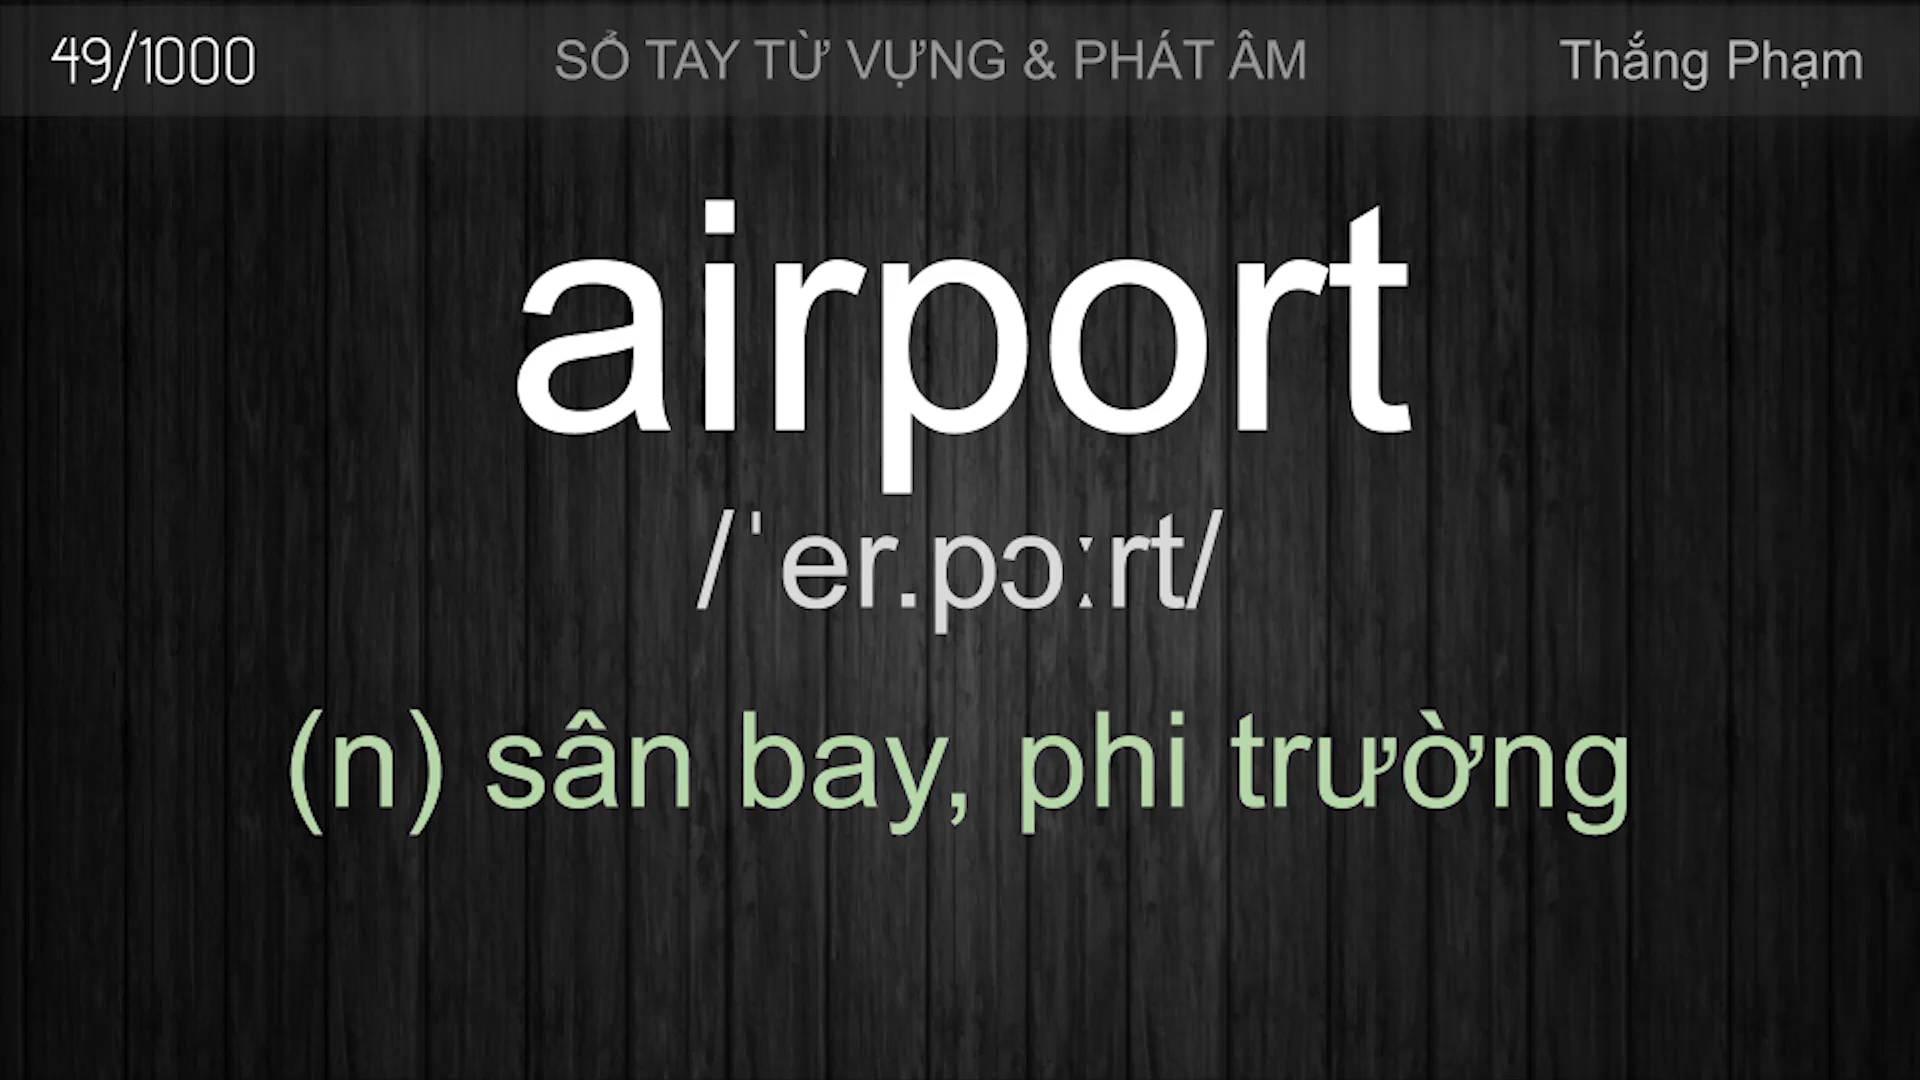 49/1000 SỔ TAY TỪ VỰNG & PHÁT ÂM Thắng Phạm
airport
/ˈer.pɔːrt/
(n) sân bay, phi trường